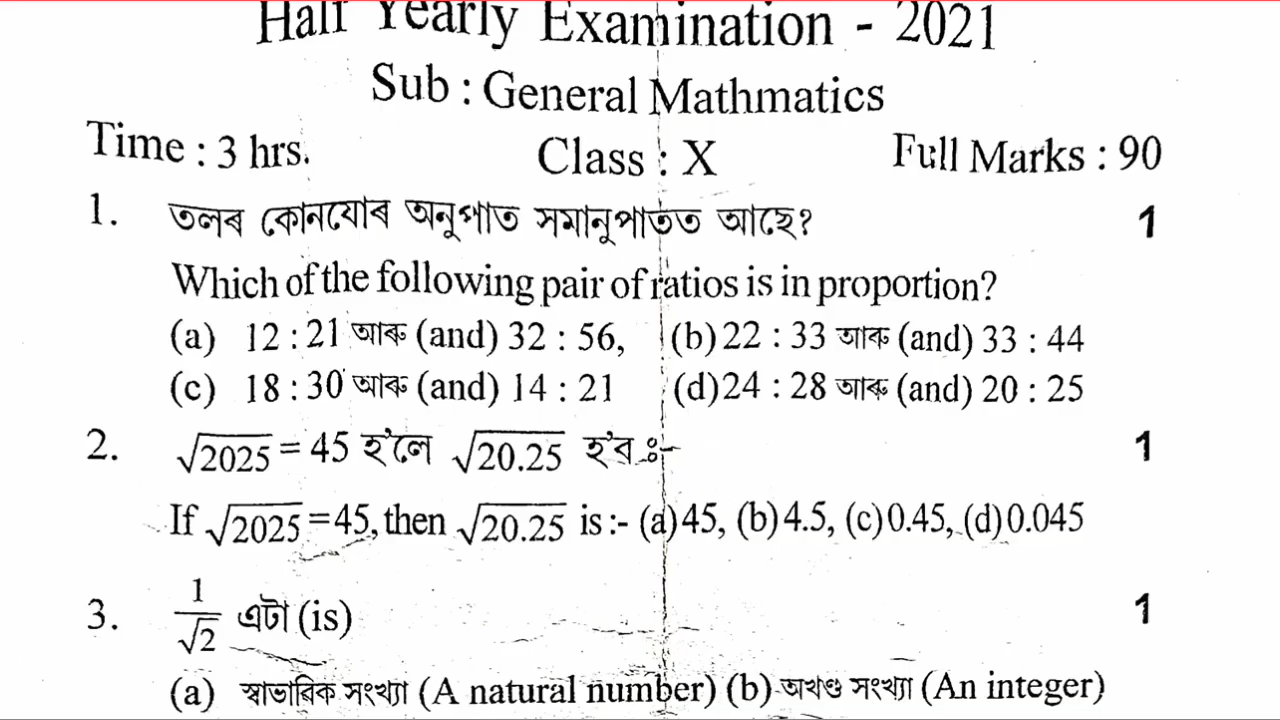 Half Yearly Examination - 2021
Sub : General Mathmatics
Time : 3 hrs. Class : X Full Marks : 90
1. তলৰ কোনযোৰ অনুপাত সমানুপাতত আছে? 1
Which of the following pair of ratios is in proportion?
(a) 12 : 21 আৰু (and) 32 : 56, (b) 22 : 33 আৰু (and) 33 : 44
(c) 18 : 30 আৰু (and) 14 : 21 (d) 24 : 28 আৰু (and) 20 : 25
2. √2025 = 45 হ'লে √20.25 হ'ব ঃ- 1
If √2025 = 45, then √20.25 is :- (a) 45, (b) 4.5, (c) 0.45, (d) 0.045
3. 1/√2 এটা (is) 1
(a) স্বাভাৱিক সংখ্যা (A natural number) (b) অখণ্ড সংখ্যা (An integer)